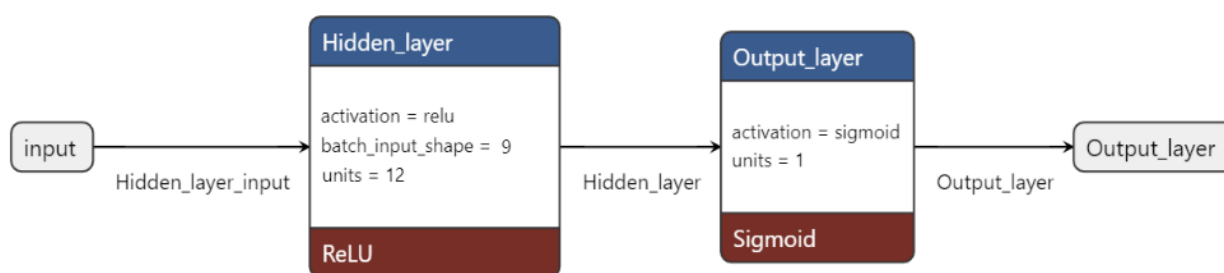 input
Hidden_layer_input
Hidden_layer
activation = relu
batch_input_shape = 9
units = 12
ReLU
Hidden_layer
Output_layer
activation = sigmoid
units = 1
Sigmoid
Output_layer
Output_layer